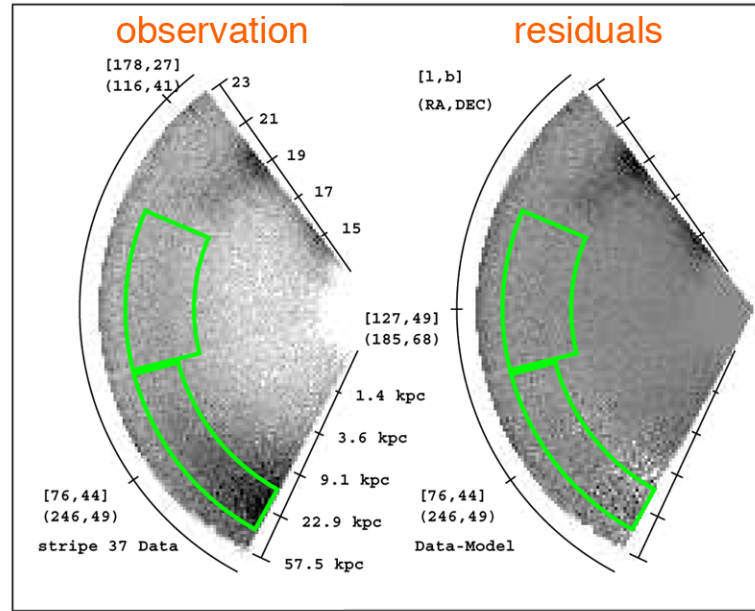 observation
[178,27]
(116,41)
23
21
19
17
15
[127,49]
(185,68)
1.4 kpc
3.6 kpc
9.1 kpc
22.9 kpc
57.5 kpc
[76,44]
(246,49)
stripe 37 Data
residuals
[l,b]
(RA,DEC)
[76,44]
(246,49)
Data-Model